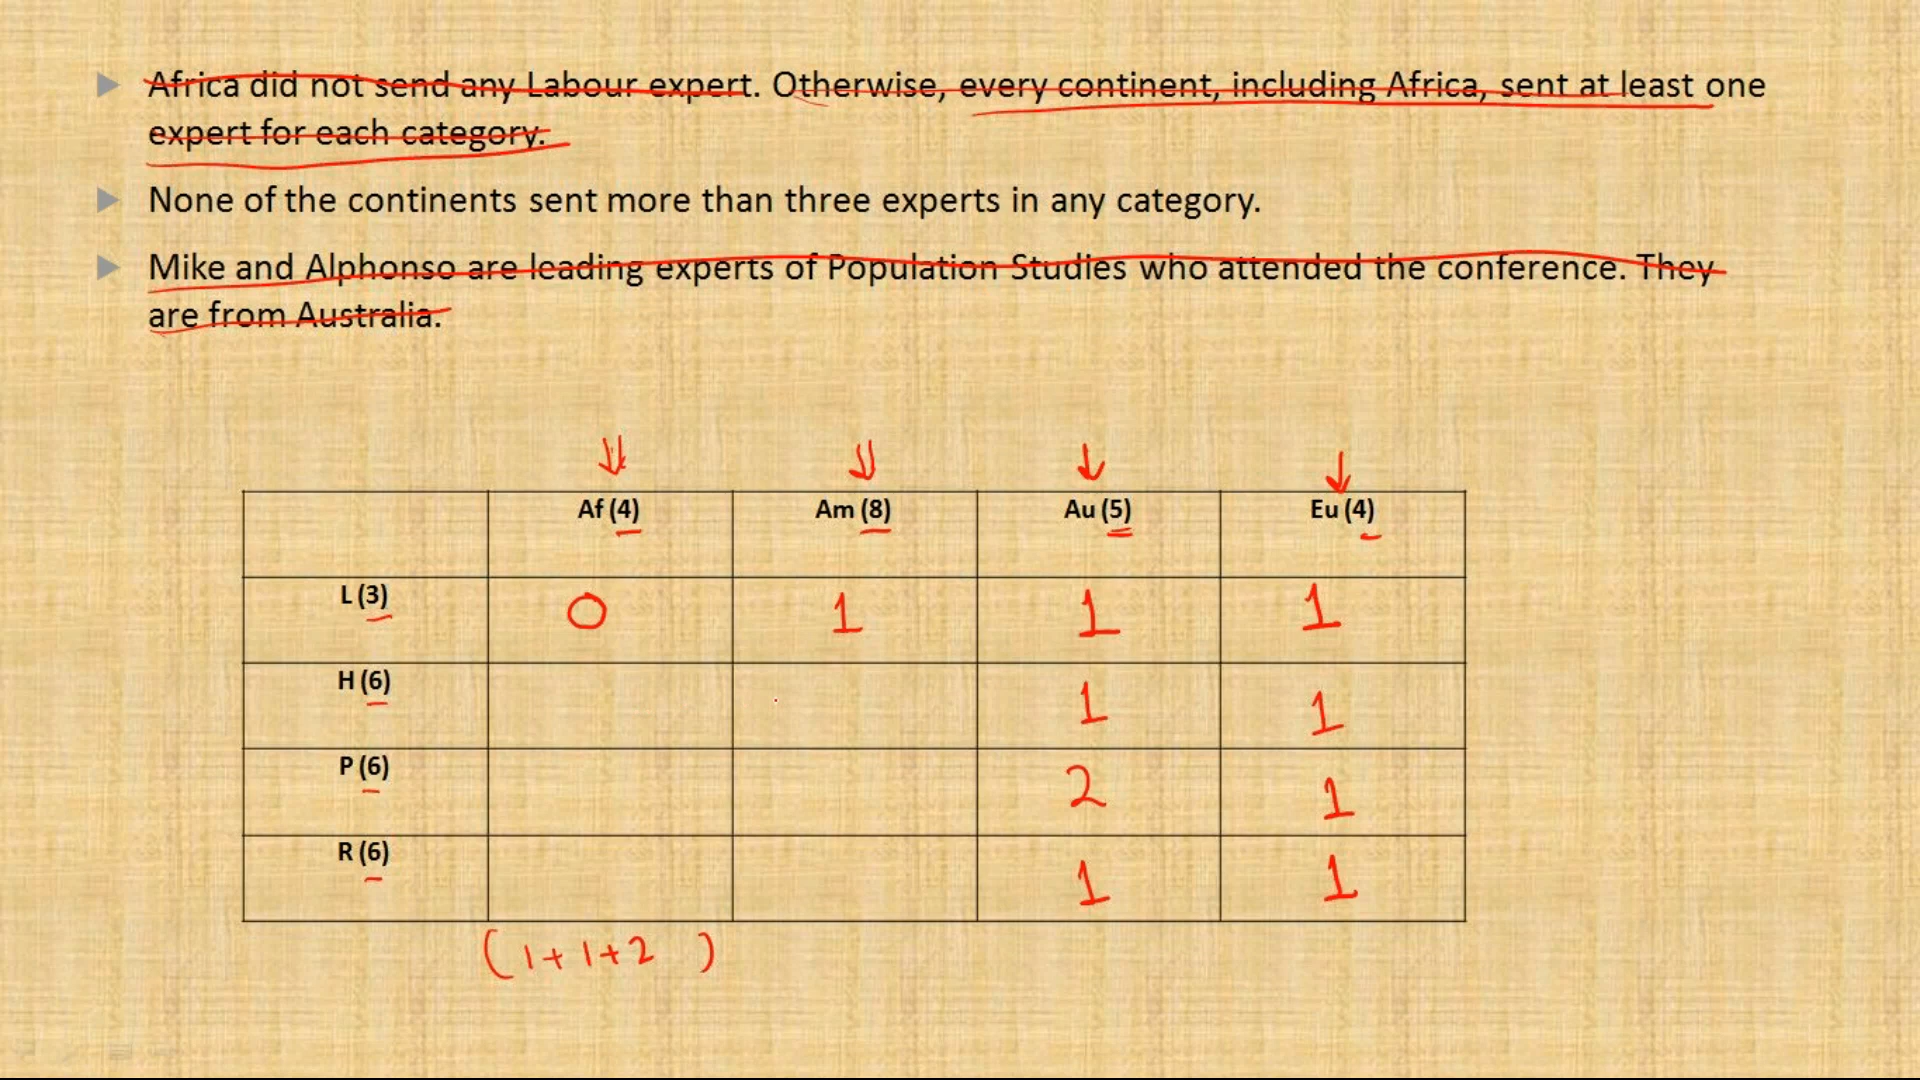 Africa did not send any Labour expert. Otherwise, every continent, including Africa, sent at least one
expert for each category.
None of the continents sent more than three experts in any category.
Mike and Alphonso are leading experts of Population Studies who attended the conference. They
are from Australia.
Af (4) Am (8) Au (5) Eu (4)
L (3) 0 1 1 1
H (6) 1 1
P (6) 2 1
R (6) 1 1
(1+1+2 )